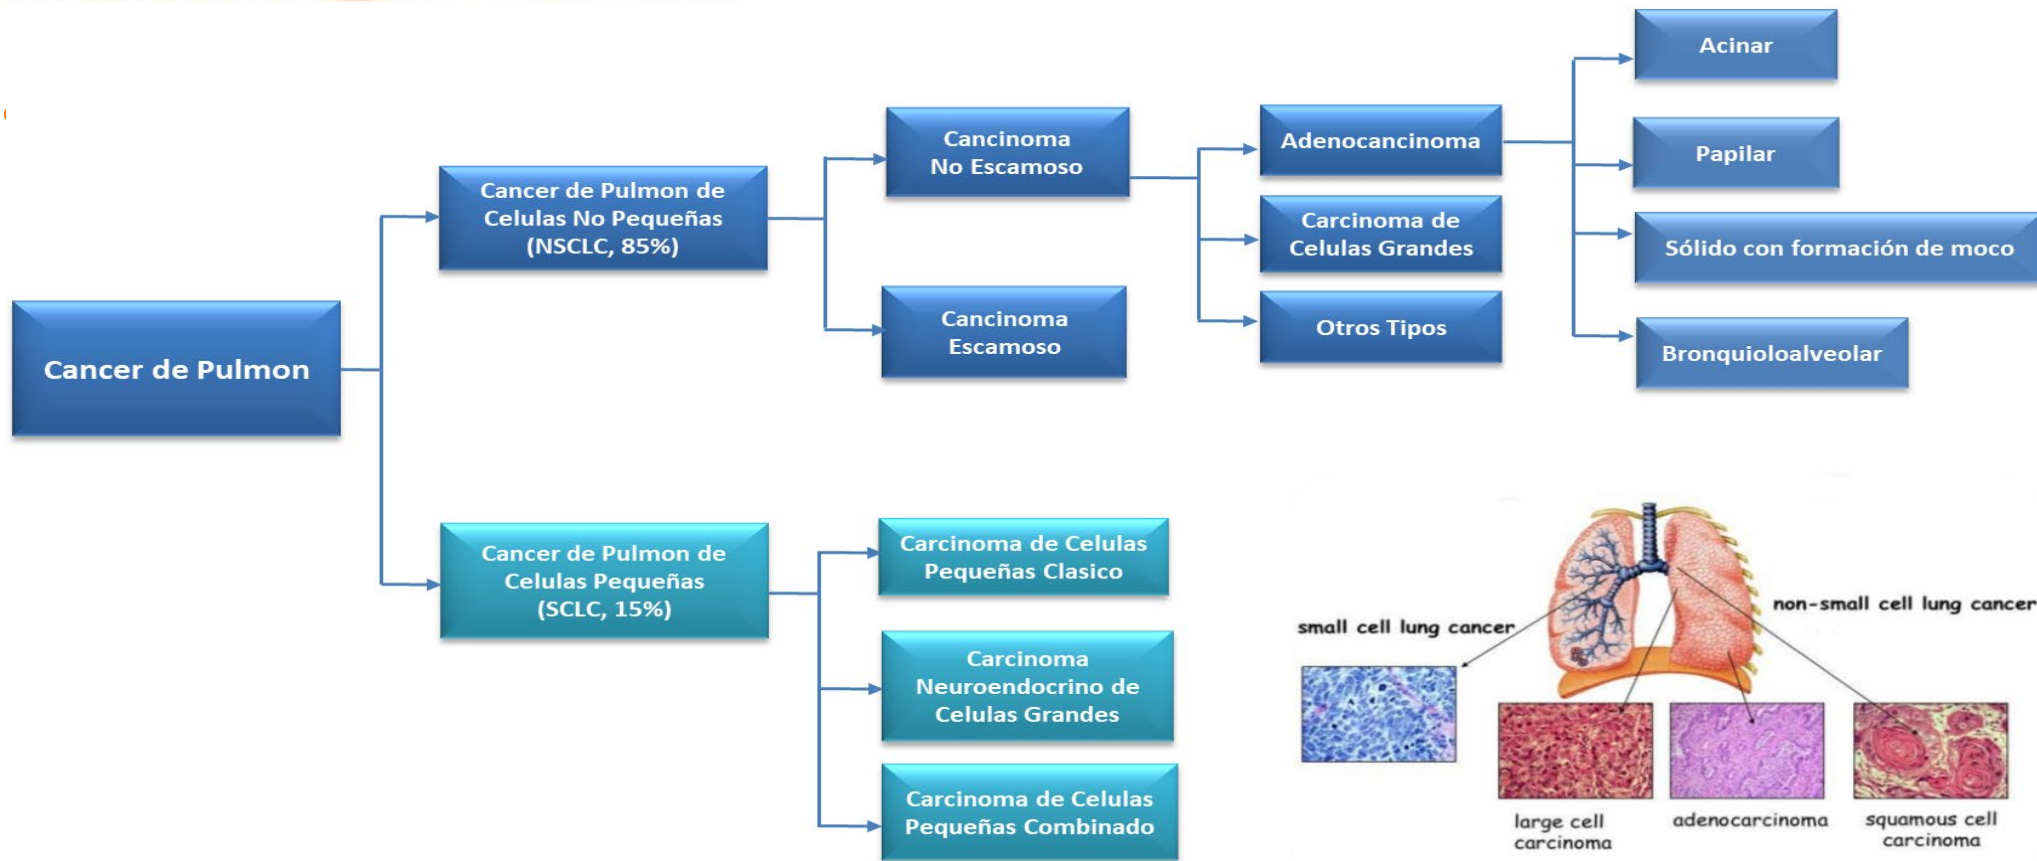 Cancer de Pulmon
Cancer de Pulmon de
Celulas No Pequeñas
(NSCLC, 85%)
Cancinoma
No Escamoso
Cancinoma
Escamoso
Adenocancinoma
Carcinoma de
Celulas Grandes
Otros Tipos
Acinar
Papilar
Sólido con formación de moco
Bronquioloalveolar
Cancer de Pulmon de
Celulas Pequeñas
(SCLC, 15%)
Carcinoma de Celulas
Pequeñas Clasico
Carcinoma
Neuroendocrino de
Celulas Grandes
Carcinoma de Celulas
Pequeñas Combinado
small cell lung cancer
non-small cell lung cancer
large cell
carcinoma
adenocarcinoma
squamous cell
carcinoma